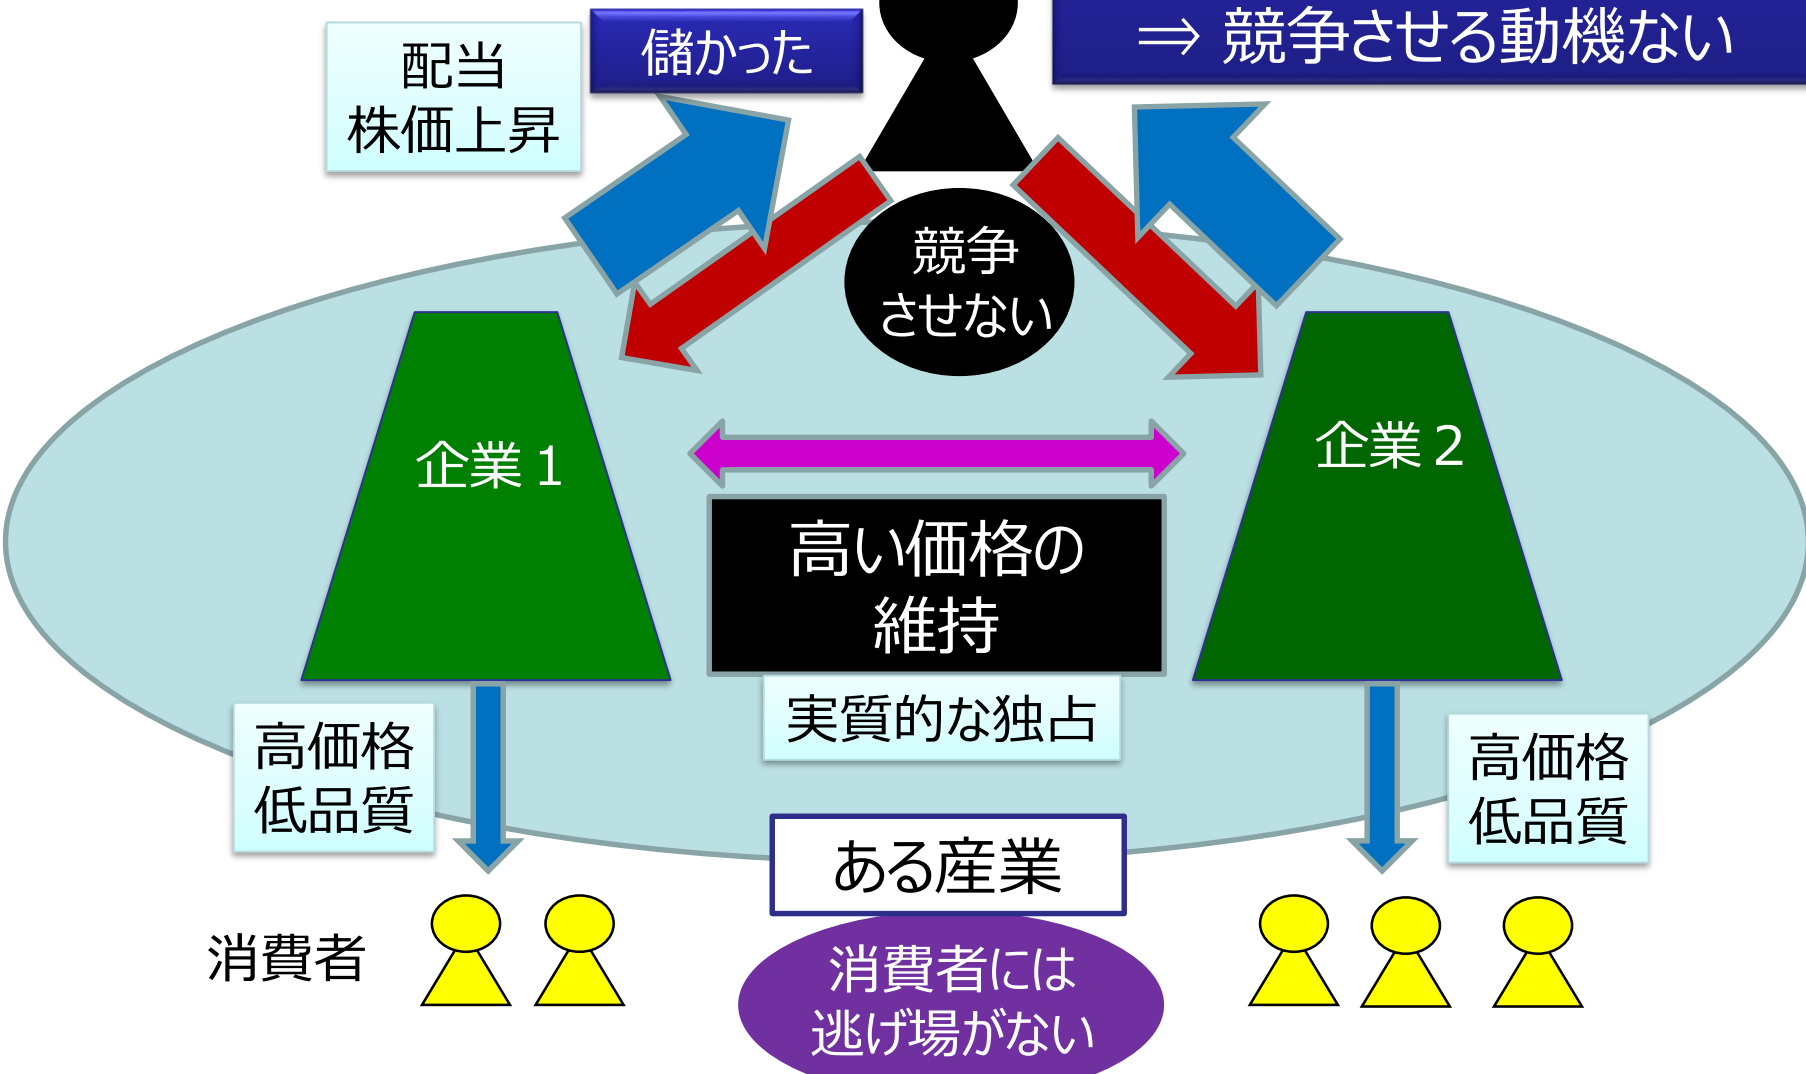 ⇒ 競争させる動機ない
儲かった
配当
株価上昇
競争
させない
企業１
企業２
高い価格の
維持
実質的な独占
高価格
低品質
高価格
低品質
ある産業
消費者
消費者には
逃げ場がない